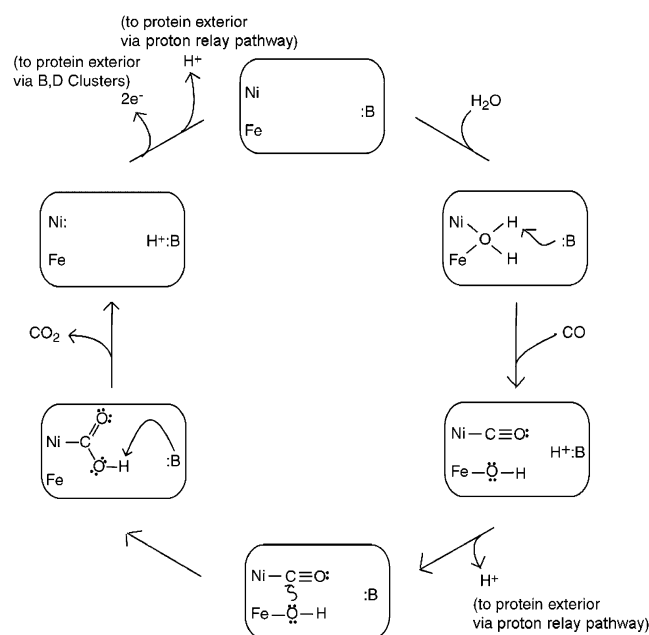 (to protein exterior
via proton relay pathway)
(to protein exterior
via B,D Clusters)
H⁺
2e⁻
Ni
:B
Fe
H₂O
Ni:
H⁺:B
Fe
Ni H
O :B
Fe H
CO₂
CO
Ni–C=Ö:
Ö–H :B
Fe
Ni–C≡O:
H⁺:B
Fe–Ö–H
Ni–C≡O:
:B
Fe–Ö–H
H⁺
(to protein exterior
via proton relay pathway)